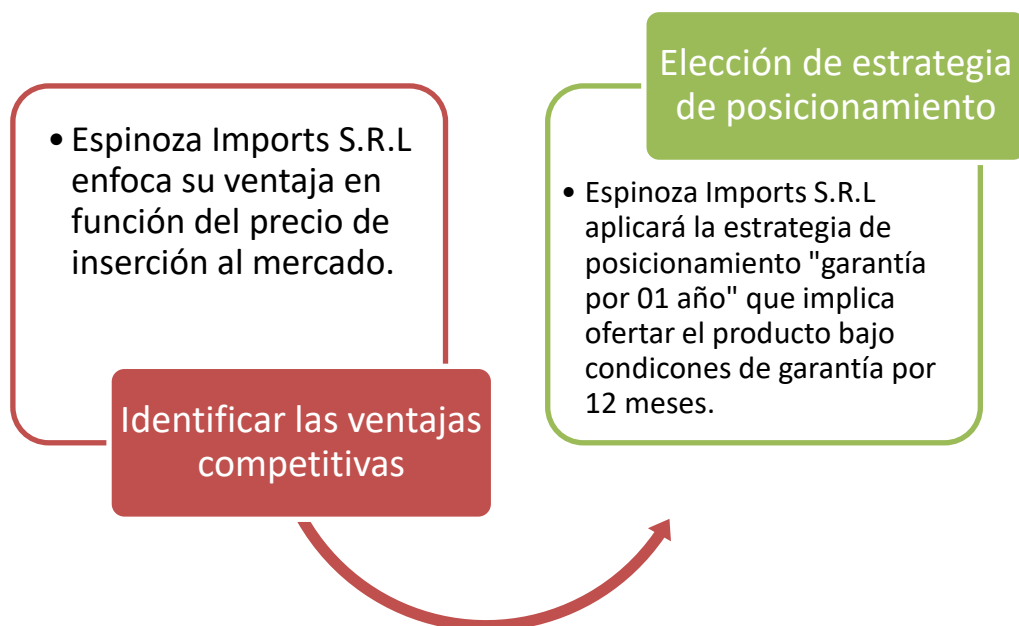 • Espinoza Imports S.R.L
enfoca su ventaja en
función del precio de
inserción al mercado.
Identificar las ventajas
competitivas
Elección de estrategia
de posicionamiento
• Espinoza Imports S.R.L
aplicará la estrategia de
posicionamiento "garantía
por 01 año" que implica
ofertar el producto bajo
condicones de garantía por
12 meses.